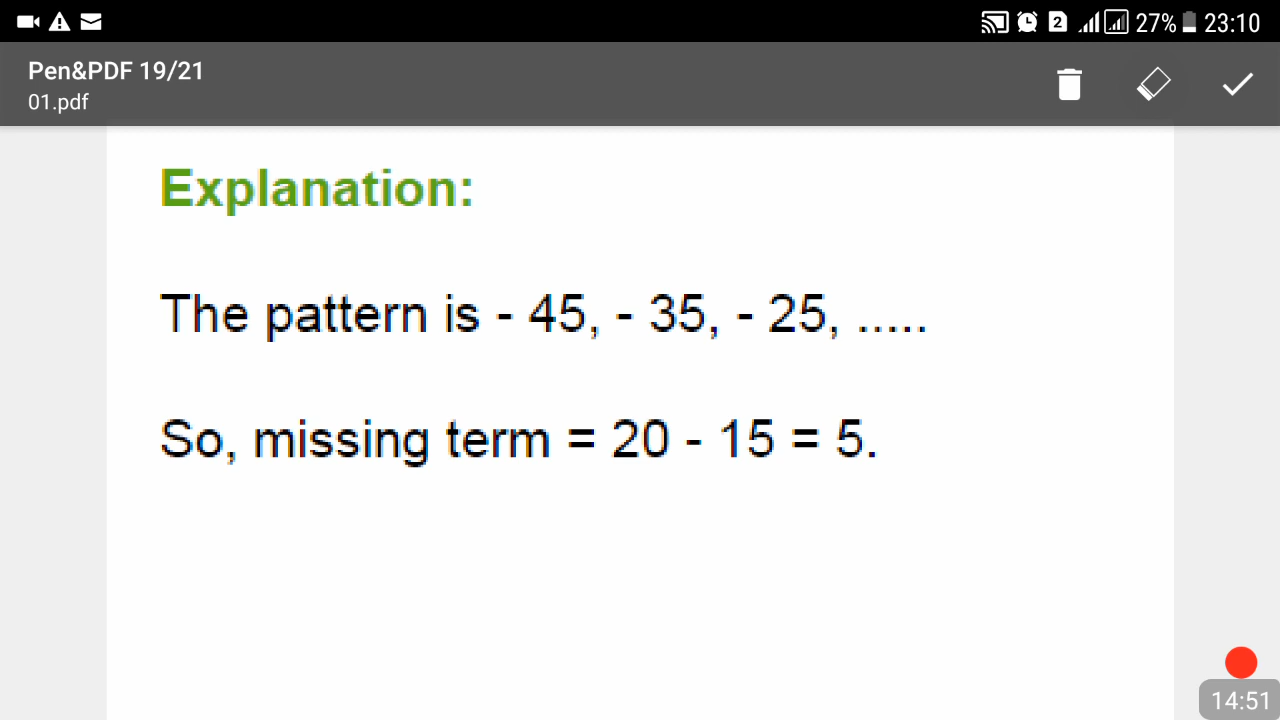 2 27% 23:10
Pen&PDF 19/21
01.pdf
Explanation:
The pattern is - 45, - 35, - 25, .....
So, missing term = 20 - 15 = 5.
14:51